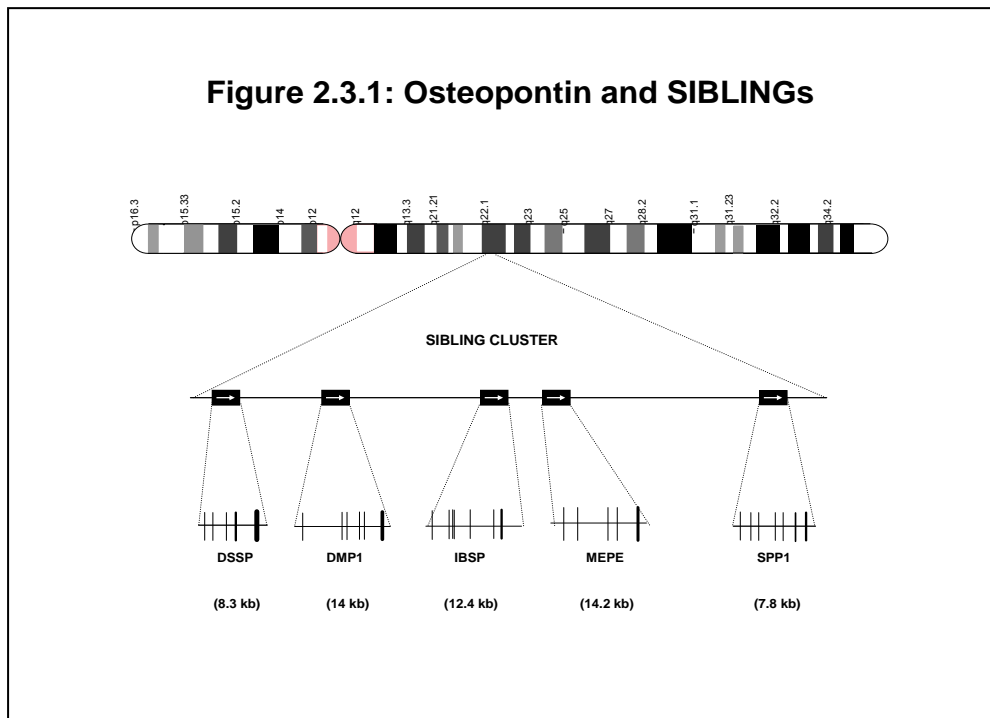 Figure 2.3.1: Osteopontin and SIBLINGs
p16.3 p15.33 p15.2 p14 p12 q12 q13.3 q21.21 q22.1 q23 q25 q27 q28.2 q31.1 q31.23 q32.2 q34.2
SIBLING CLUSTER
DSSP DMP1 IBSP MEPE SPP1
(8.3 kb) (14 kb) (12.4 kb) (14.2 kb) (7.8 kb)